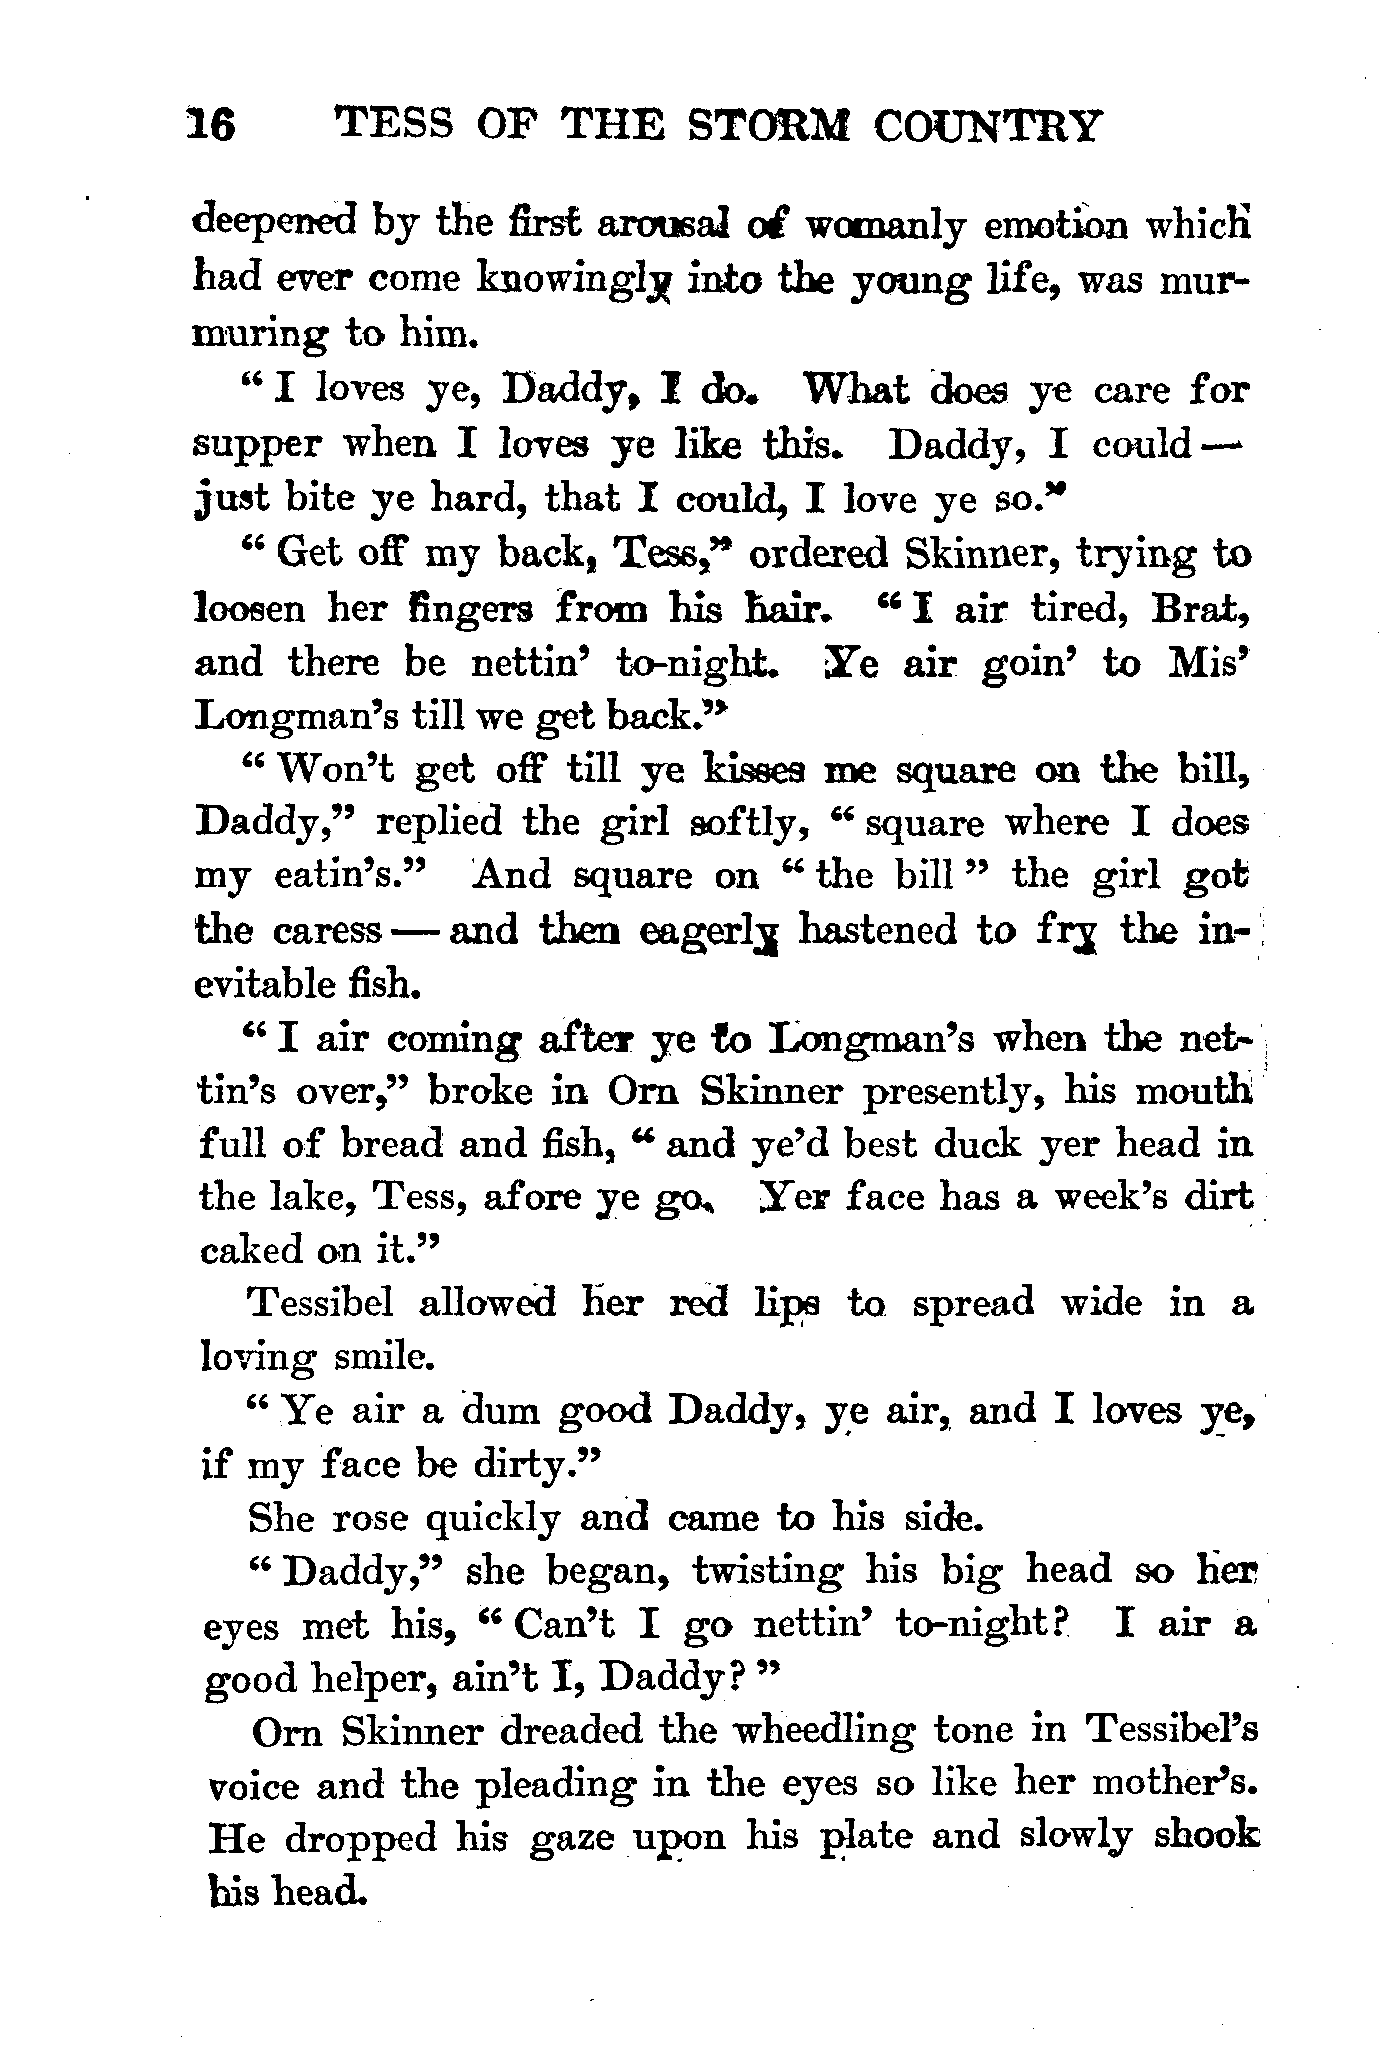 16 TESS OF THE STORM COUNTRY
deepened by the first arousal of womanly emotion which
had ever come knowingly into the young life, was mur-
muring to him.
“ I loves ye, Daddy, I do. What does ye care for
supper when I loves ye like this. Daddy, I could —
just bite ye hard, that I could, I love ye so.”
“ Get off my back, Tess,” ordered Skinner, trying to
loosen her fingers from his hair. “ I air tired, Brat,
and there be nettin’ to-night. Ye air goin’ to Mis’
Longman’s till we get back.”
“ Won’t get off till ye kisses me square on the bill,
Daddy,” replied the girl softly, “ square where I does
my eatin’s.” And square on “ the bill ” the girl got
the caress — and then eagerly hastened to fry the in-
evitable fish.
“ I air coming after ye to Longman’s when the net-
tin’s over,” broke in Orn Skinner presently, his mouth
full of bread and fish, “ and ye’d best duck yer head in
the lake, Tess, afore ye go. Yer face has a week’s dirt
caked on it.”
Tessibel allowed her red lips to spread wide in a
loving smile.
“ Ye air a dum good Daddy, ye air, and I loves ye,
if my face be dirty.”
She rose quickly and came to his side.
“ Daddy,” she began, twisting his big head so her
eyes met his, “ Can’t I go nettin’ to-night? I air a
good helper, ain’t I, Daddy? ”
Orn Skinner dreaded the wheedling tone in Tessibel’s
voice and the pleading in the eyes so like her mother’s.
He dropped his gaze upon his plate and slowly shook
his head.